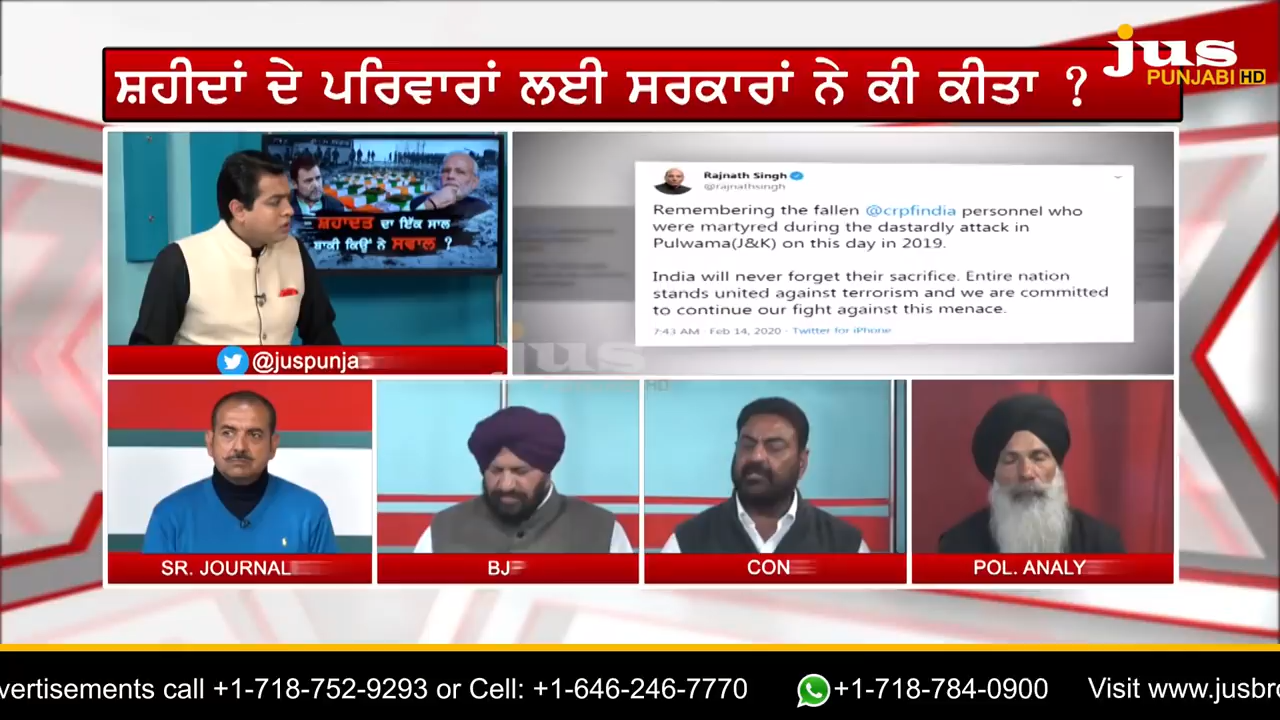 jus
PUNJABI HD
ਸ਼ਹੀਦਾਂ ਦੇ ਪਰਿਵਾਰਾਂ ਲਈ ਸਰਕਾਰਾਂ ਨੇ ਕੀ ਕੀਤਾ ?
ਸ਼ਹਾਦਤ ਦਾ ਇੱਕ ਸਾਲ
ਬਾਕੀ ਕਿਉਂ ਨੇ ਸਵਾਲ ?
@juspunja
Rajnath Singh
@rajnathsingh
Remembering the fallen @crpfindia personnel who
were martyred during the dastardly attack in
Pulwama(J&K) on this day in 2019.
India will never forget their sacrifice. Entire nation
stands united against terrorism and we are committed
to continue our fight against this menace.
7:43 AM · Feb 14, 2020 · Twitter for iPhone
jus
HD
SR. JOURNAL
BJ
CON
POL. ANALY
vertisements call +1-718-752-9293 or Cell: +1-646-246-7770 +1-718-784-0900 Visit www.jusbro